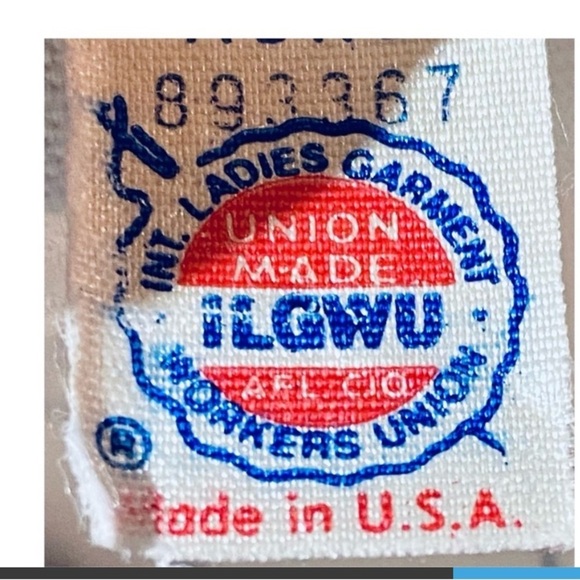 893367
INT. LADIES GARMENT
UNION
MADE
ILGWU
AFL CIO
WORKERS UNION
®
Made in U.S.A.